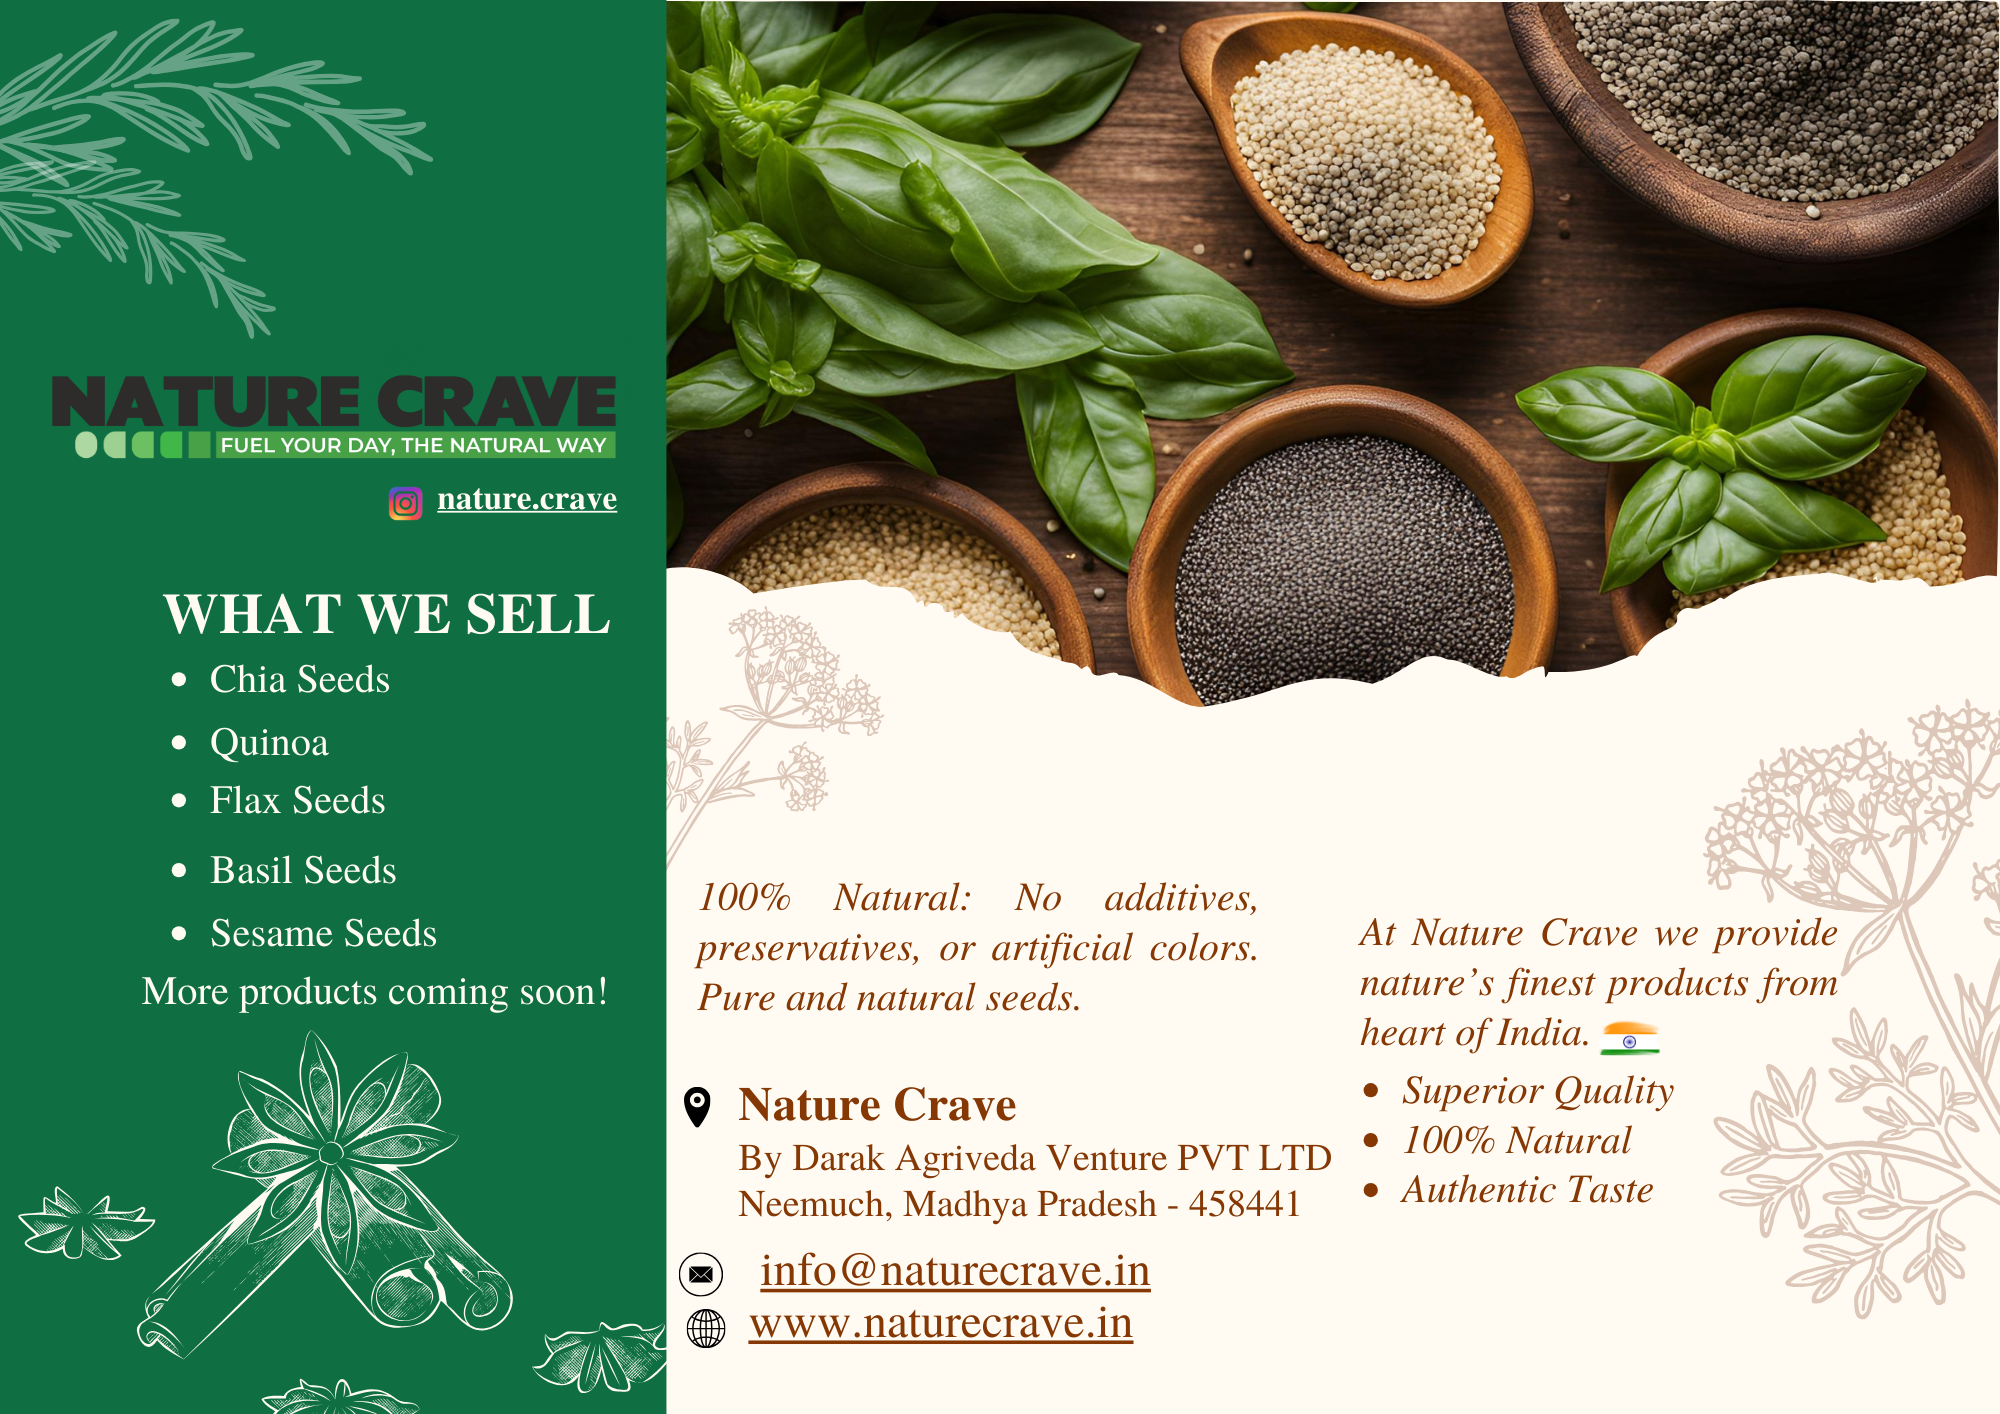 NATURE CRAVE
FUEL YOUR DAY, THE NATURAL WAY
nature.crave
WHAT WE SELL
• Chia Seeds
• Quinoa
• Flax Seeds
• Basil Seeds
• Sesame Seeds
More products coming soon!
100% Natural: No additives,
preservatives, or artificial colors.
Pure and natural seeds.
Nature Crave
By Darak Agriveda Venture PVT LTD
Neemuch, Madhya Pradesh - 458441
info@naturecrave.in
www.naturecrave.in
At Nature Crave we provide
nature’s finest products from
heart of India.
• Superior Quality
• 100% Natural
• Authentic Taste